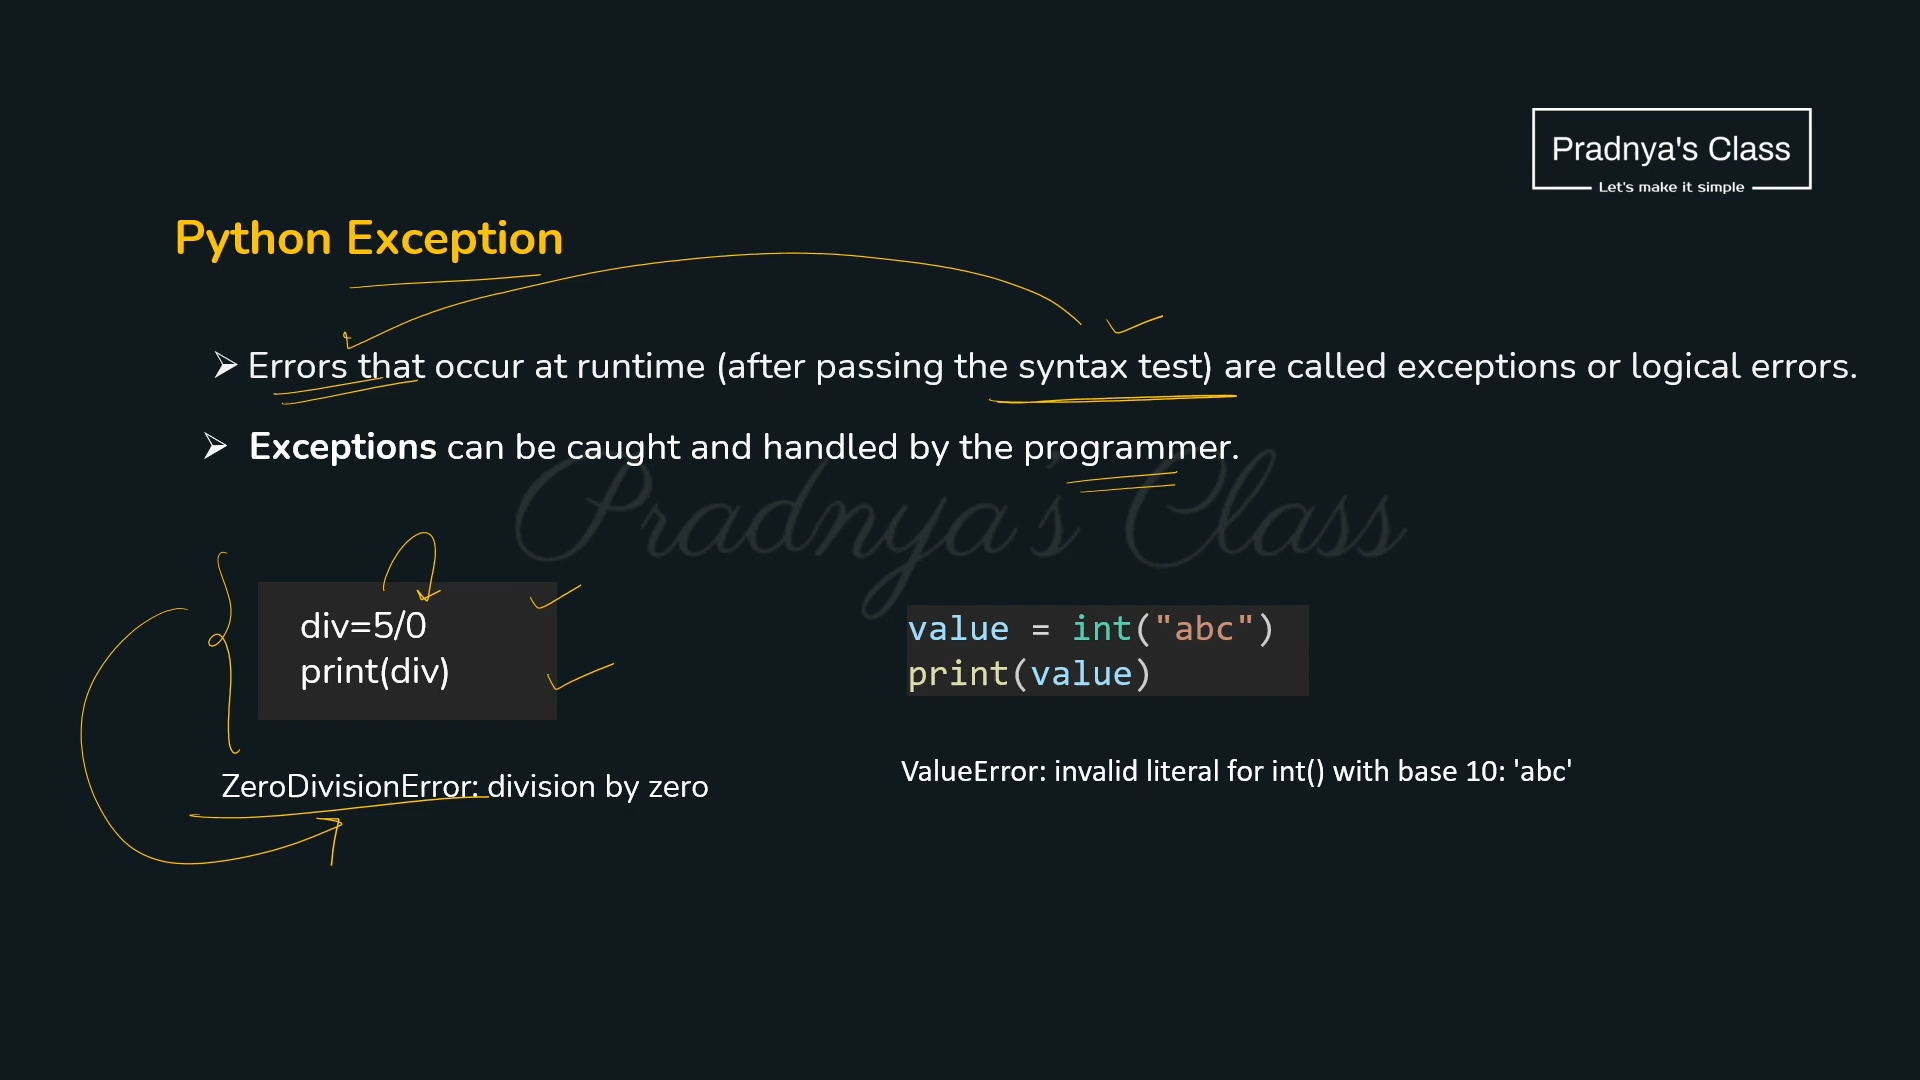 Pradnya's Class
Let's make it simple
Python Exception
➢ Errors that occur at runtime (after passing the syntax test) are called exceptions or logical errors.
➢ Exceptions can be caught and handled by the programmer.
Pradnya's Class
div=5/0
print(div)
value = int("abc")
print(value)
ZeroDivisionError: division by zero
ValueError: invalid literal for int() with base 10: 'abc'